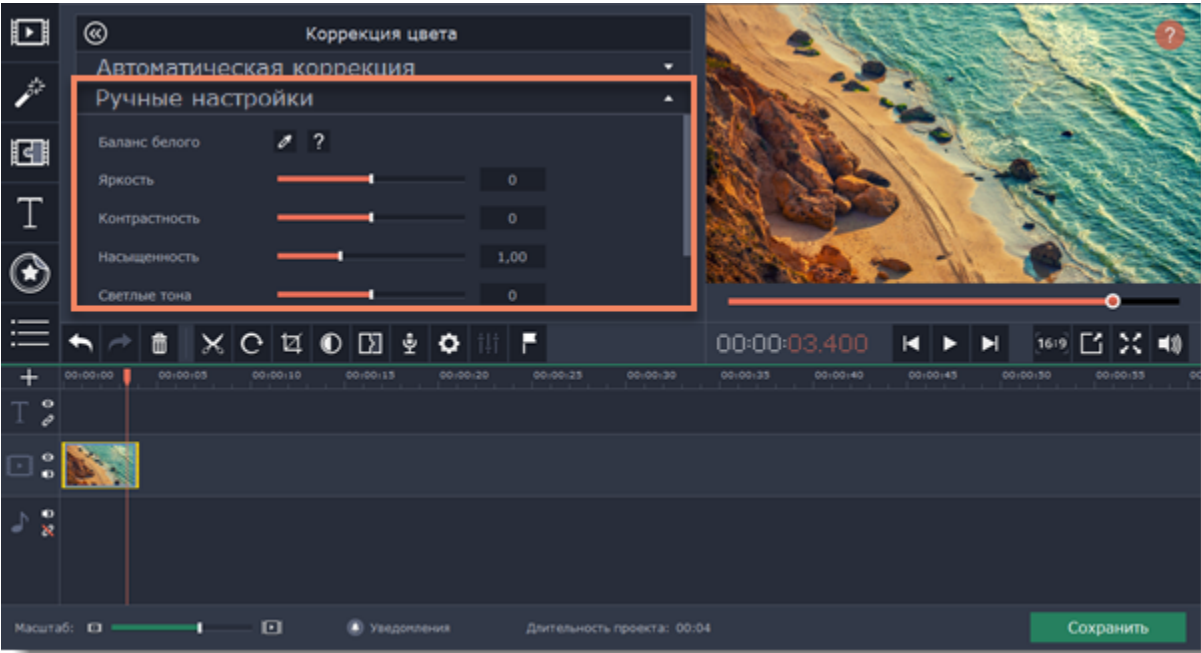 Коррекция цвета
Автоматическая коррекция
Ручные настройки
Баланс белого ?
Яркость 0
Контрастность 0
Насыщенность 1,00
Светлые тона 0
?
T
00:00:03.400
16:9
00:00:00 00:00:05 00:00:10 00:00:15 00:00:20 00:00:25 00:00:30 00:00:35 00:00:40 00:00:45 00:00:50 00:00:55 00
T
Масштаб: Уведомления Длительность проекта: 00:04 Сохранить